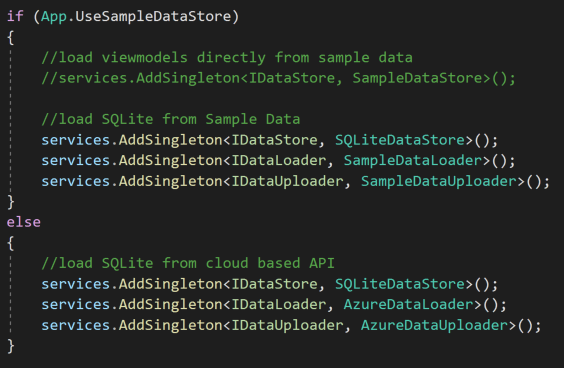 if (App.UseSampleDataStore)
{
//load viewmodels directly from sample data
//services.AddSingleton<IDataStore, SampleDataStore>();
//load SQLite from Sample Data
services.AddSingleton<IDataStore, SQLiteDataStore>();
services.AddSingleton<IDataLoader, SampleDataLoader>();
services.AddSingleton<IDataUploader, SampleDataUploader>();
}
else
{
//load SQLite from cloud based API
services.AddSingleton<IDataStore, SQLiteDataStore>();
services.AddSingleton<IDataLoader, AzureDataLoader>();
services.AddSingleton<IDataUploader, AzureDataUploader>();
}